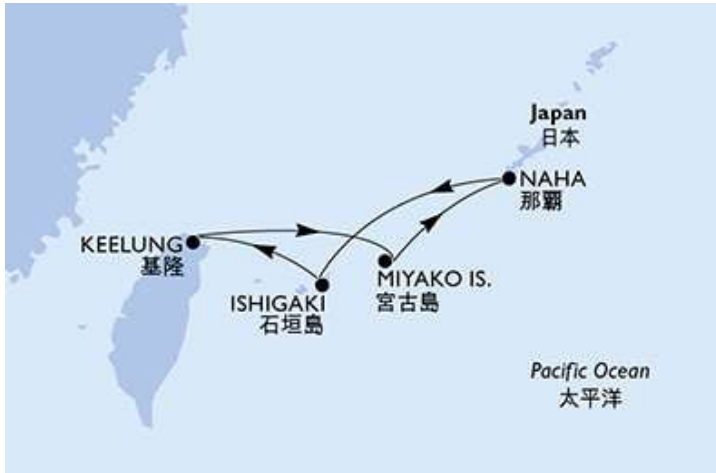 Japan
日本
NAHA
那覇
KEELUNG
基隆
MIYAKO IS.
宮古島
ISHIGAKI
石垣島
Pacific Ocean
太平洋